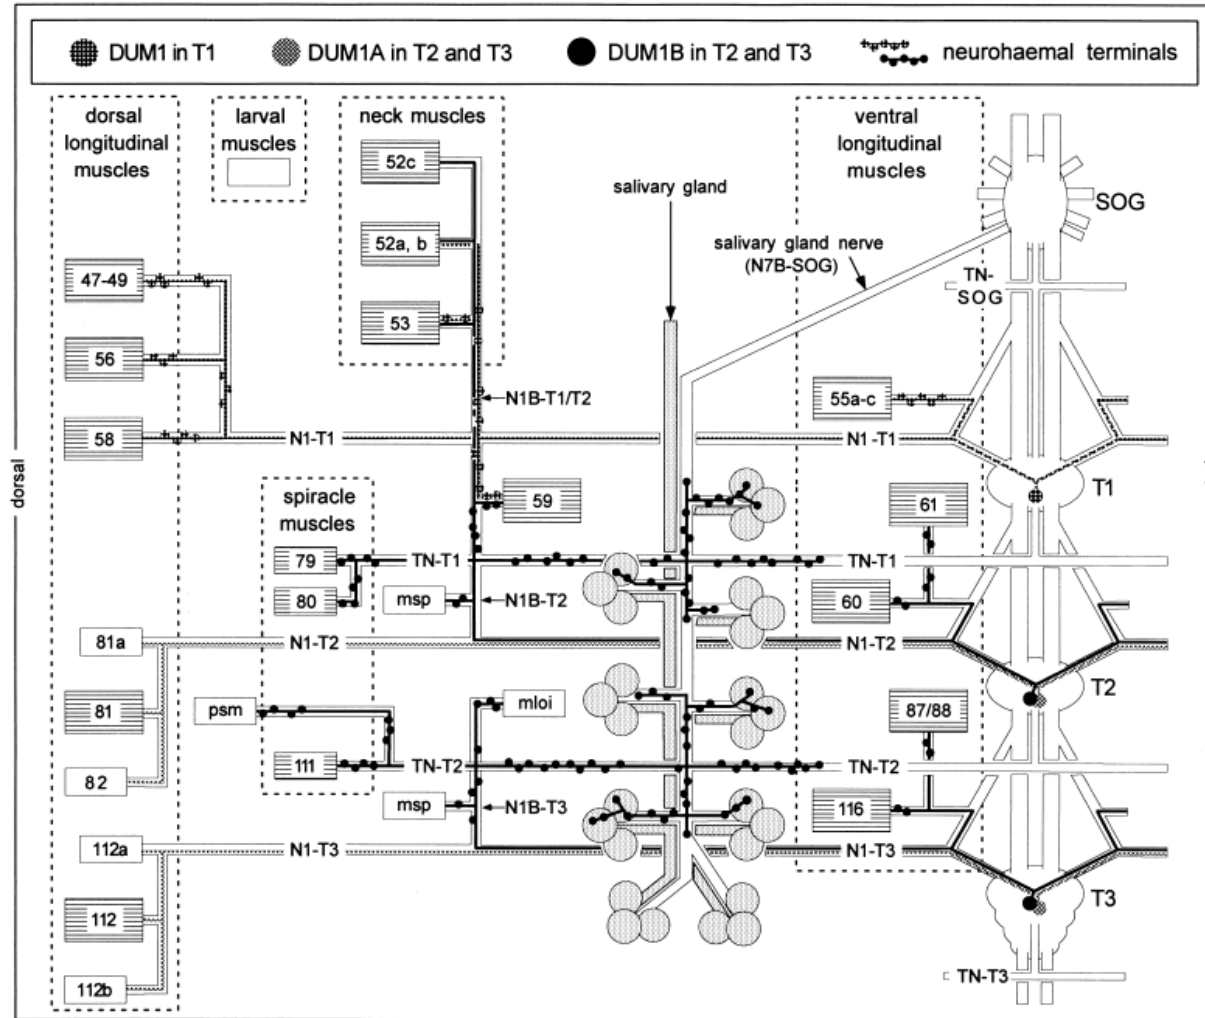 DUM1 in T1
DUM1A in T2 and T3
DUM1B in T2 and T3
neurohaemal terminals
dorsal
longitudinal
muscles
larval
muscles
neck muscles
ventral
longitudinal
muscles
52c
salivary gland
SOG
52a, b
salivary gland nerve
(N7B-SOG)
47-49
TN-
SOG
53
56
N1B-T1/T2
55a-c
58
N1-T1
N1-T1
dorsal
spiracle
muscles
59
T1
61
79
TN-T1
TN-T1
80
msp
N1B-T2
60
81a
N1-T2
N1-T2
T2
81
psm
mloi
87/88
111
TN-T2
TN-T2
82
msp
N1B-T3
116
112a
N1-T3
N1-T3
T3
112
TN-T3
112b